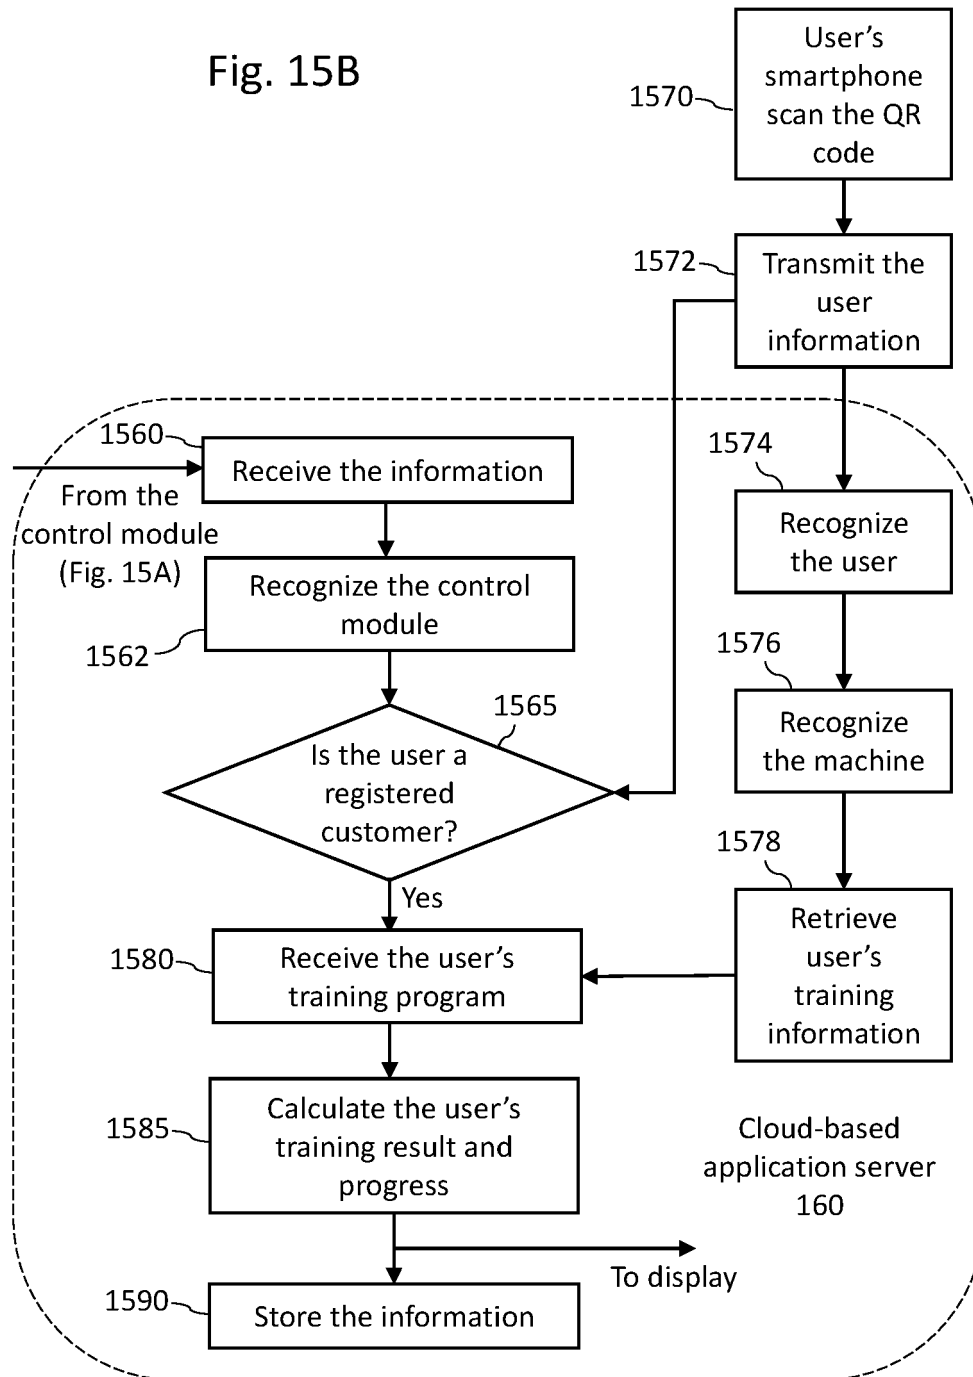 Fig. 15B
User's
smartphone
scan the QR
code
1570
1572
Transmit the
user
information
1560
Receive the information
From the
control module
(Fig. 15A)
1574
Recognize
the user
Recognize the control
module
1562
1576
Recognize
the machine
1565
Is the user a
registered
customer?
Yes
1578
Retrieve
user's
training
information
1580
Receive the user's
training program
1585
Calculate the user's
training result and
progress
Cloud-based
application server
160
To display
1590
Store the information